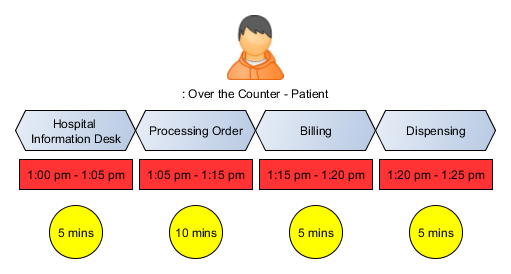 : Over the Counter - Patient
Hospital
Information Desk
Processing Order
Billing
Dispensing
1:00 pm - 1:05 pm
1:05 pm - 1:15 pm
1:15 pm - 1:20 pm
1:20 pm - 1:25 pm
5 mins
10 mins
5 mins
5 mins